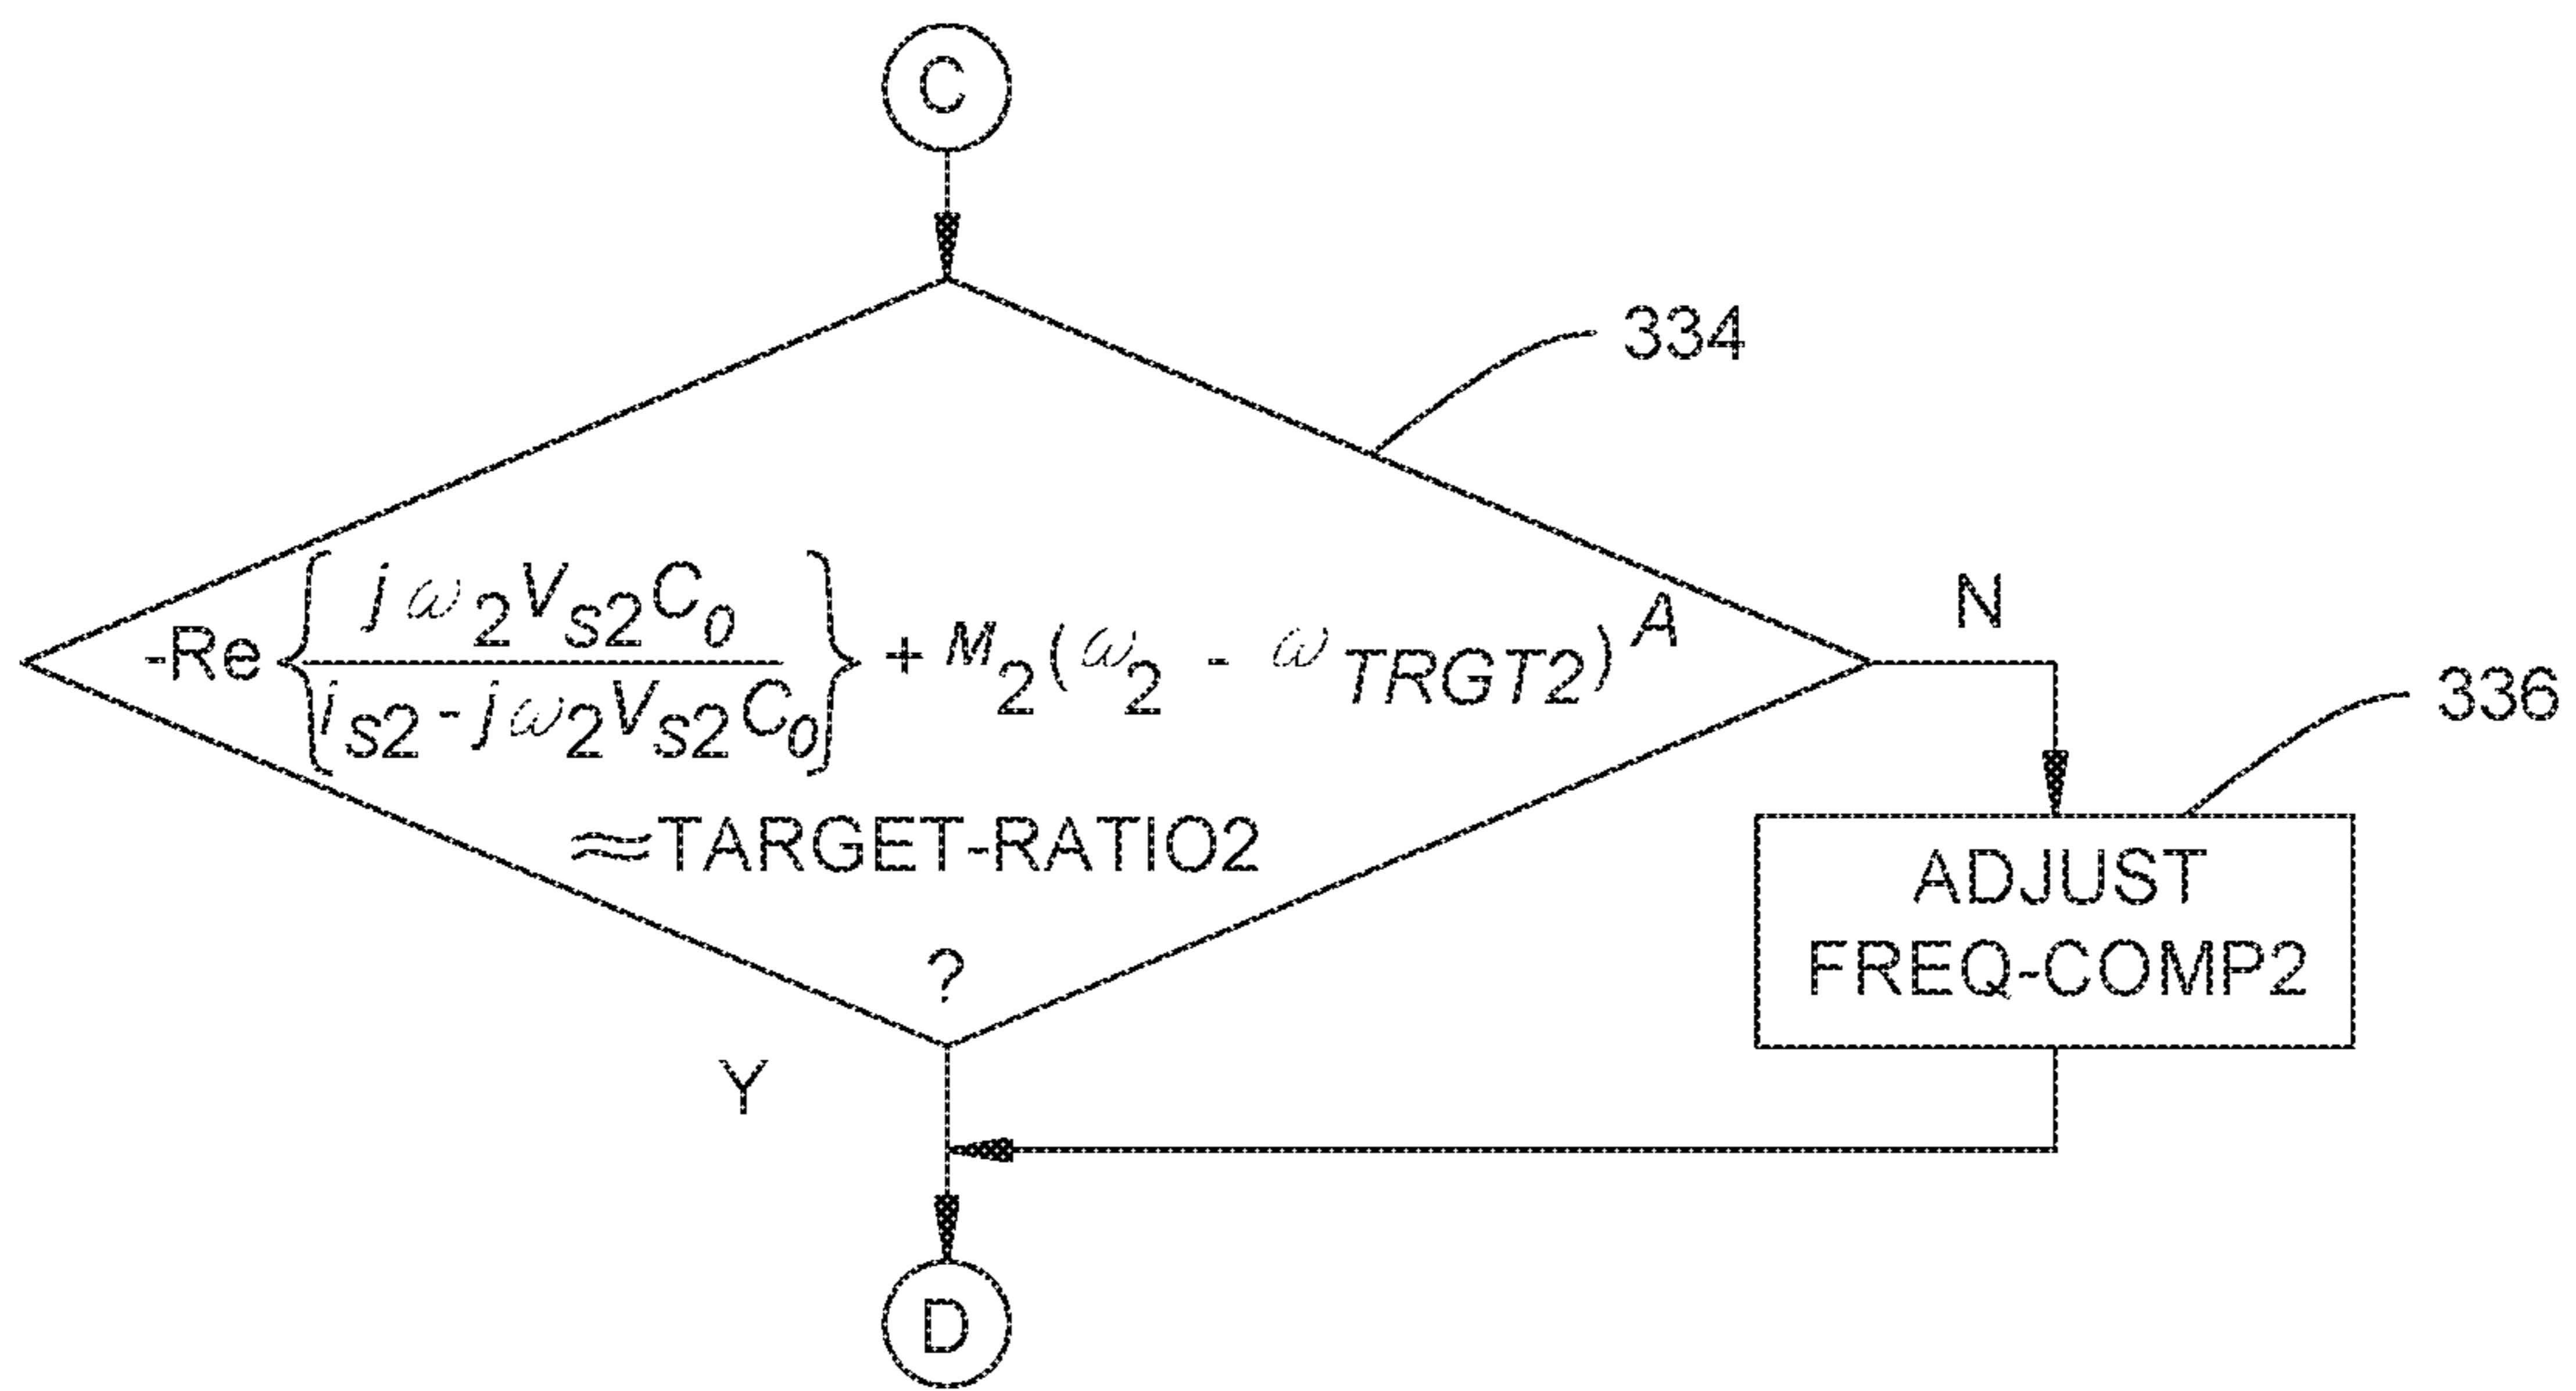 C
334
-Re{ jω2VS2C0 / iS2 - jω2VS2C0 } + M2(ω2 - ωTRGT2)^A
≈TARGET-RATIO2
?
N
336
ADJUST
FREQ-COMP2
Y
D